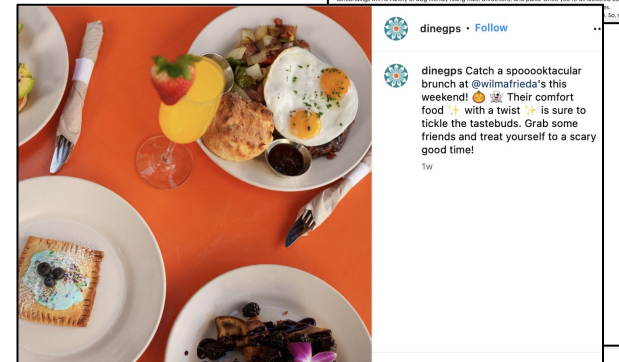 dinegps • Follow
dinegps Catch a spooooktacular
brunch at @wilmafrieda's this
weekend! 🎃 👻 Their comfort
food ✨ with a twist ✨ is sure to
tickle the tastebuds. Grab some
friends and treat yourself to a scary
good time!
1w